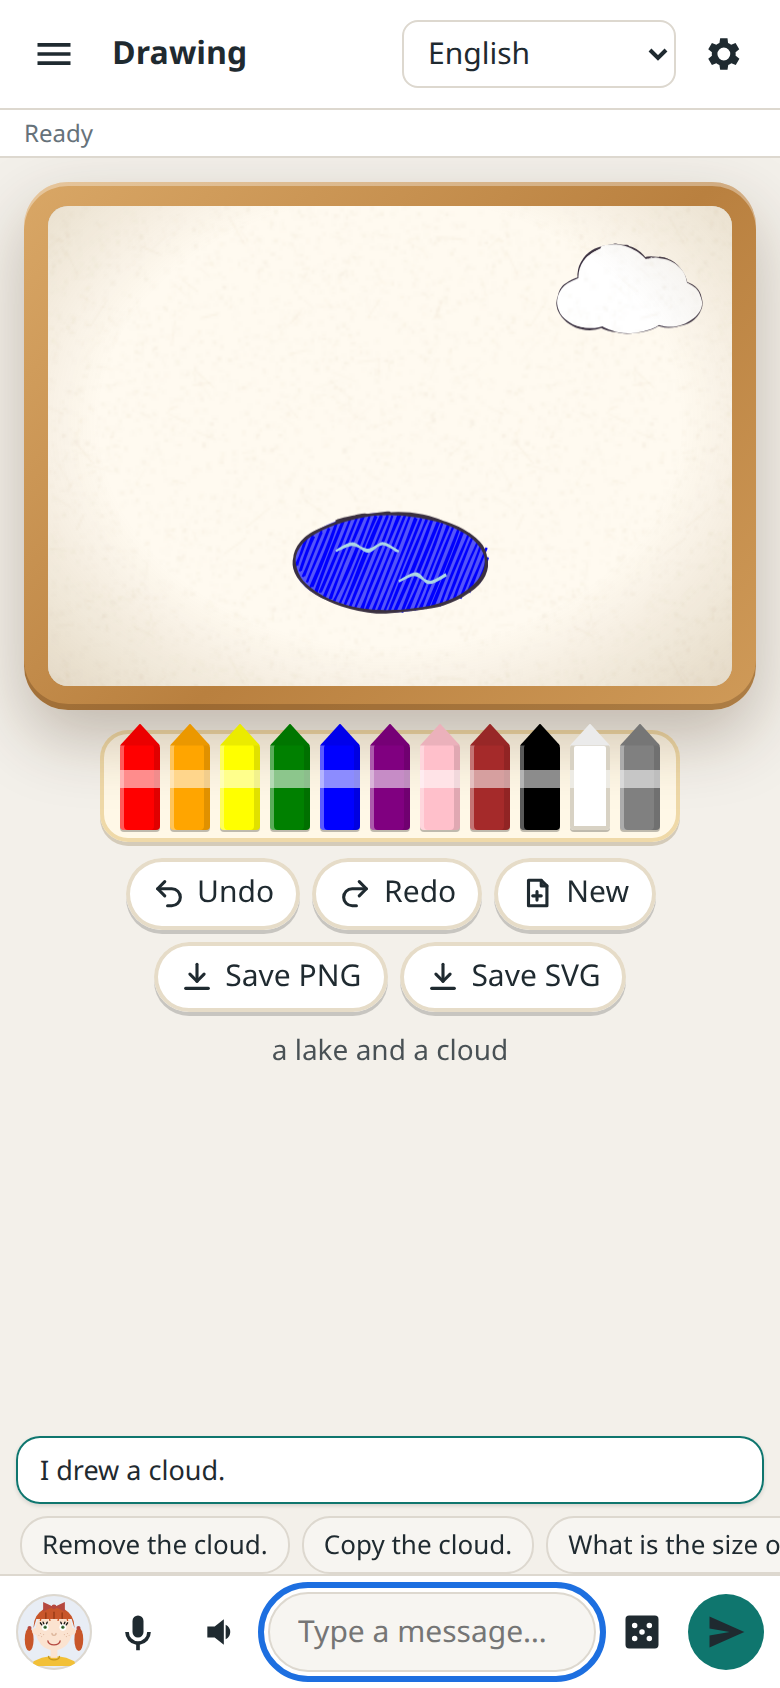 Drawing
English
Ready
Undo
Redo
New
Save PNG
Save SVG
a lake and a cloud
I drew a cloud.
Remove the cloud.
Copy the cloud.
What is the size o
Type a message...